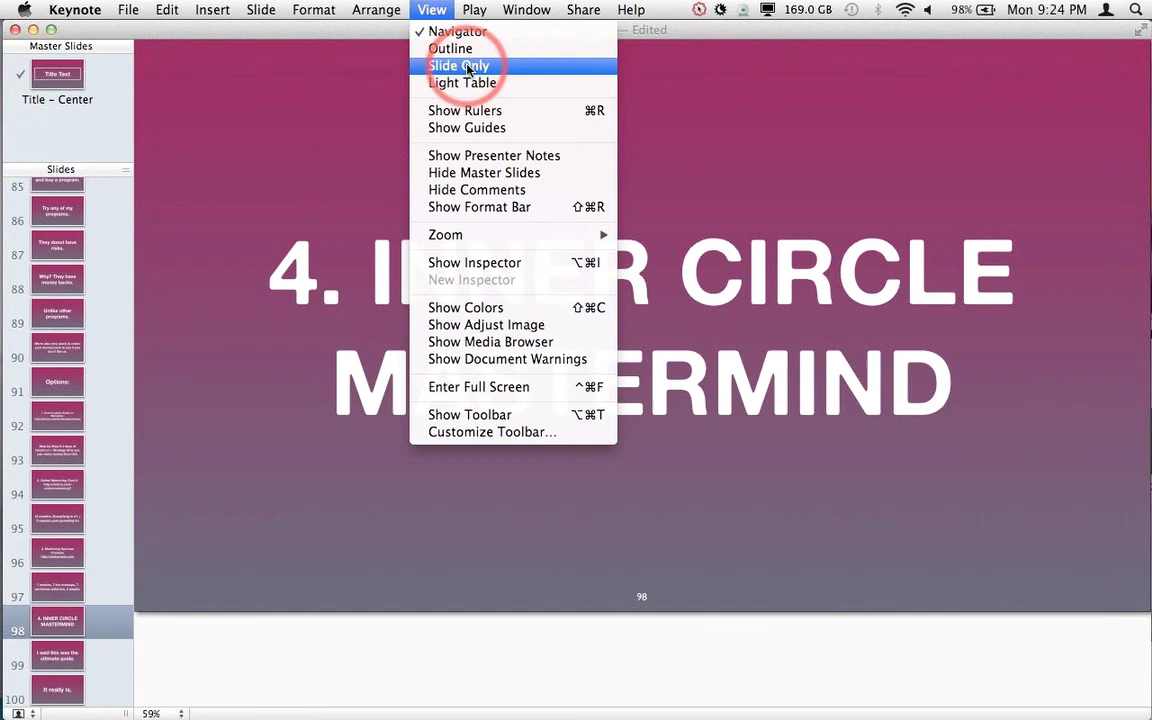 Keynote File Edit Insert Slide Format Arrange View Play Window Share Help 169.0 GB 98% Mon 9:24 PM
— Edited
Master Slides
Title Text
Title - Center
Slides
85
and buy a program.
86
Try any of my
programs.
87
They donot have
risks.
88
Why? They have
money backs.
89
Unlike other
programs.
90
91
Options:
92
93
94
95
96
97
98
4. INNER CIRCLE
MASTERMIND
99
I said this was the
ultimate guide.
100
It really is.
59%
✓ Navigator
Outline
Slide Only
Light Table
Show Rulers ⌘R
Show Guides
Show Presenter Notes
Hide Master Slides
Hide Comments
Show Format Bar ⇧⌘R
Zoom
Show Inspector ⌥⌘I
New Inspector
Show Colors ⇧⌘C
Show Adjust Image
Show Media Browser
Show Document Warnings
Enter Full Screen ^⌘F
Show Toolbar ⌥⌘T
Customize Toolbar...
4. INNER CIRCLE
MASTERMIND
98